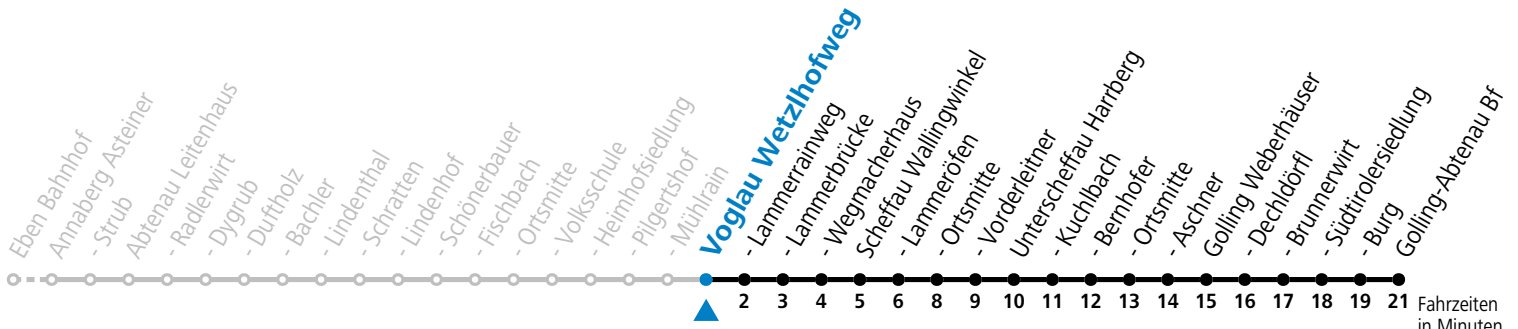 Eben Bahnhof
Annaberg Asteiner
- Strub
Abtenau Leitenhaus
- Radlerwirt
- Dygrub
- Duftholz
- Bachler
- Lindenthal
- Schratten
- Lindenhof
- Schönerbauer
- Fischbach
- Ortsmitte
- Volksschule
- Heimhofsiedlung
- Pilgertshof
- Mühlrain
Voglau Wetzlhofweg
- Lammerrainweg
- Lammerbrücke
- Wegmacherhaus
Scheffau Wallingwinkel
- Lammeröfen
- Ortsmitte
- Vorderleitner
Unterscheffau Harrberg
- Kuchlbach
- Bernhofer
- Ortsmitte
- Aschner
Golling Weberhäuser
- Dechldörfl
- Brunnerwirt
- Südtirolersiedlung
- Burg
Golling-Abtenau Bf
2 3 4 5 6 8 9 10 11 12 13 14 15 16 17 18 19 21 Fahrzeiten
in Minuten